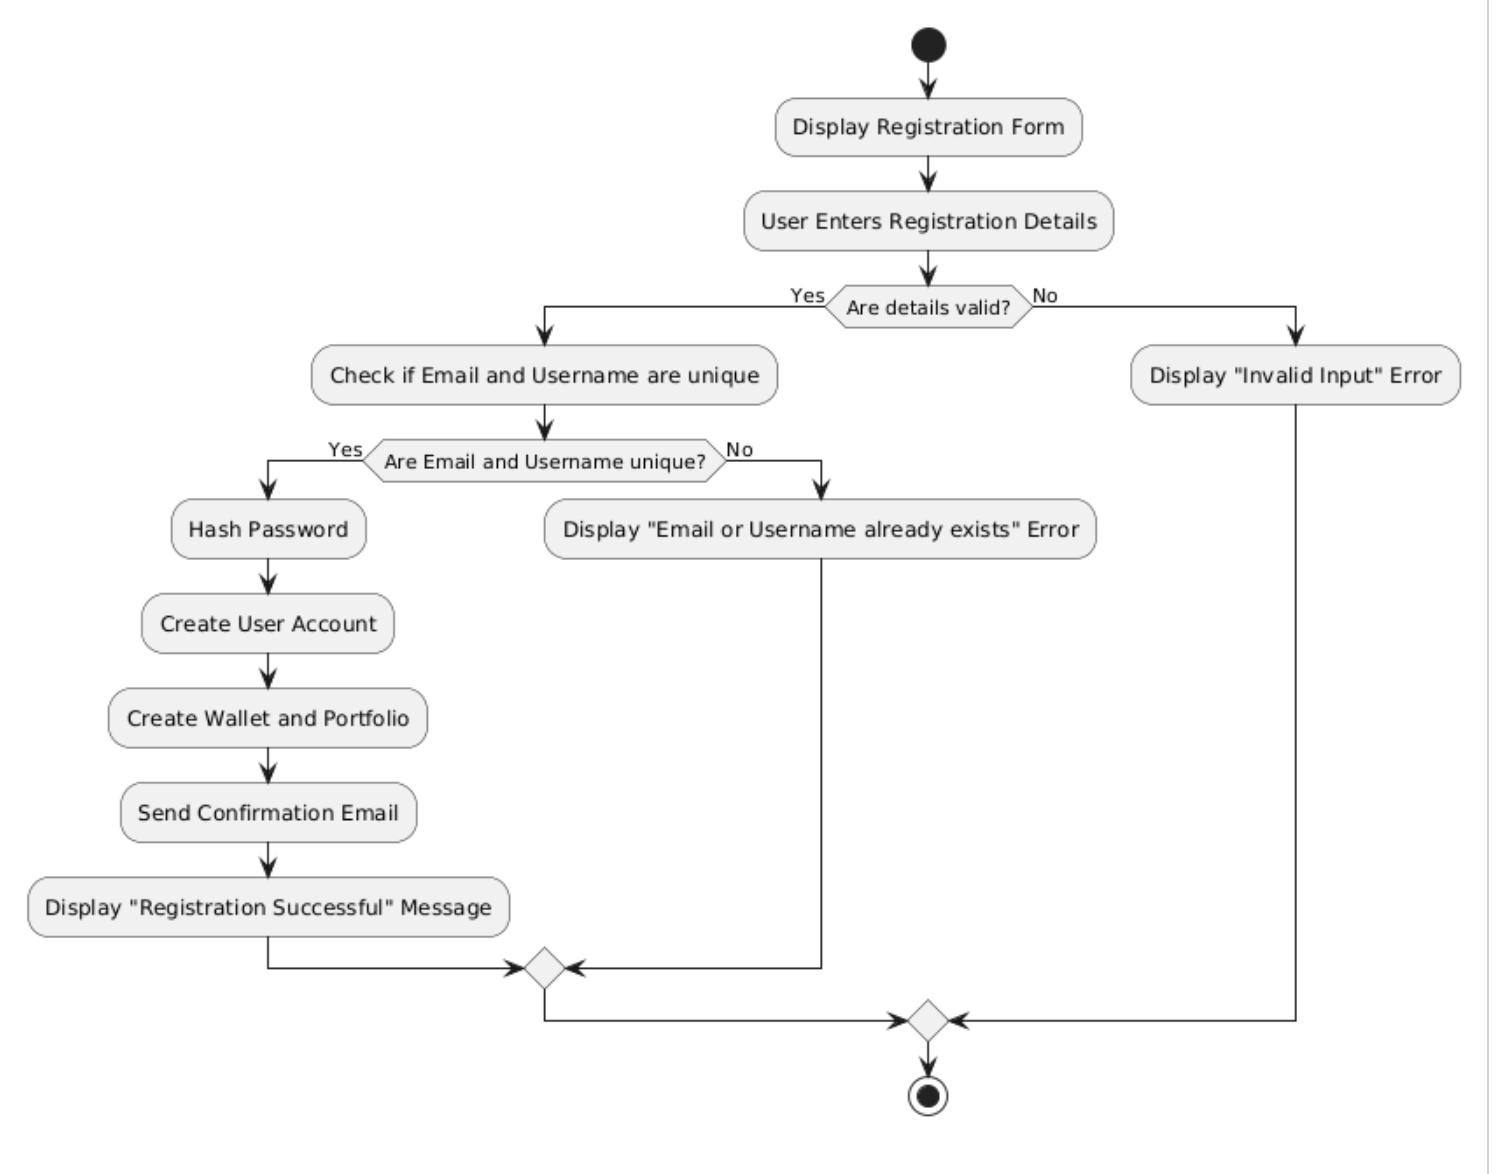 Display Registration Form
User Enters Registration Details
Yes
Are details valid?
No
Check if Email and Username are unique
Display "Invalid Input" Error
Yes
Are Email and Username unique?
No
Hash Password
Display "Email or Username already exists" Error
Create User Account
Create Wallet and Portfolio
Send Confirmation Email
Display "Registration Successful" Message